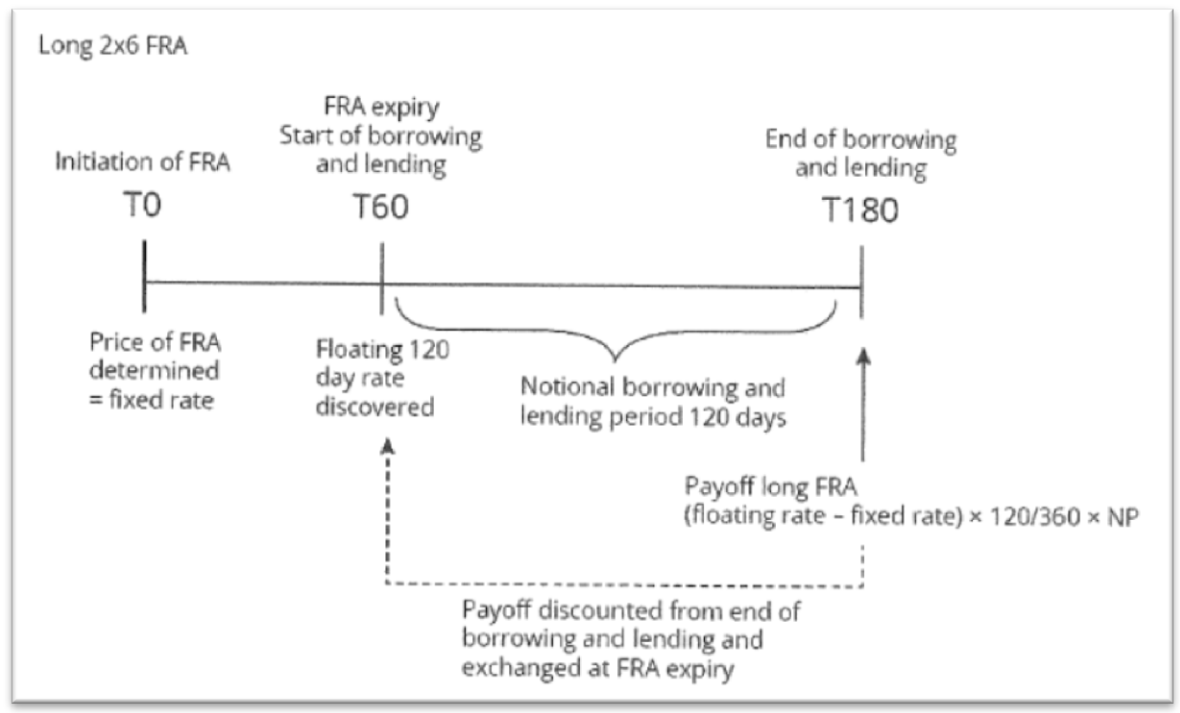 Long 2x6 FRA
Initiation of FRA
T0
FRA expiry
Start of borrowing
and lending
T60
End of borrowing
and lending
T180
Price of FRA
determined
= fixed rate
Floating 120
day rate
discovered
Notional borrowing and
lending period 120 days
Payoff long FRA
(floating rate – fixed rate) × 120/360 × NP
Payoff discounted from end of
borrowing and lending and
exchanged at FRA expiry